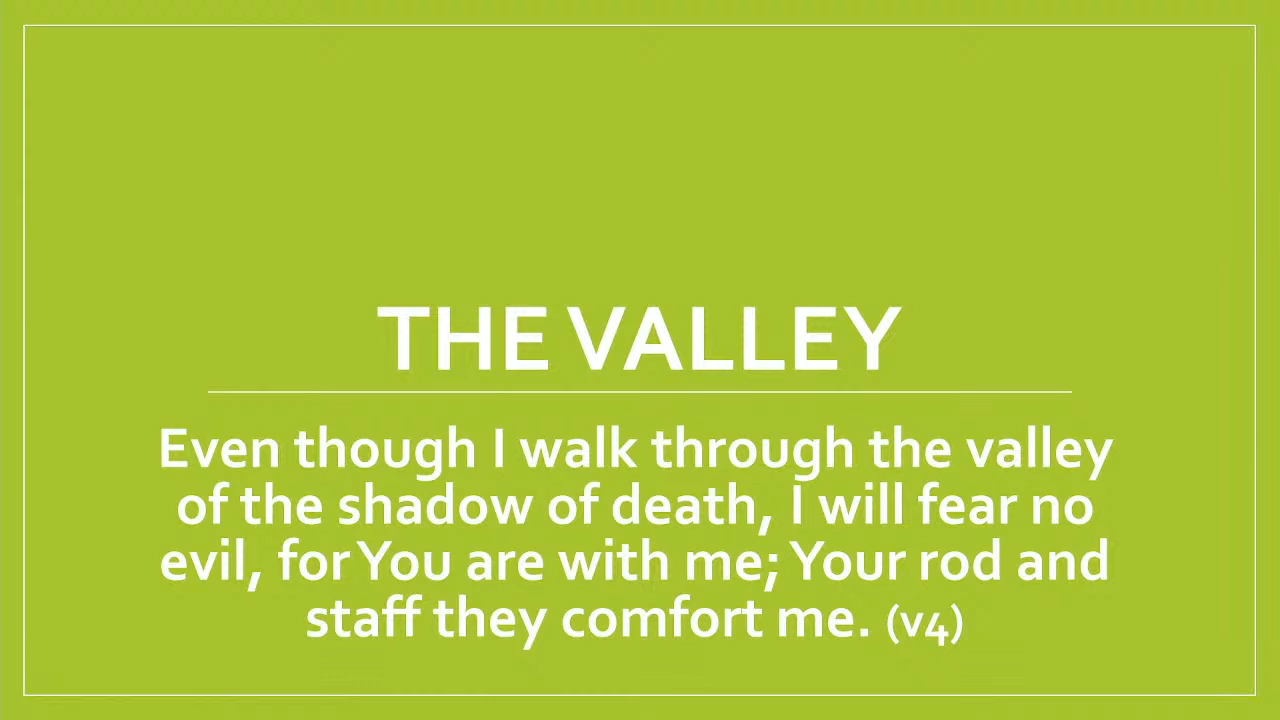 THE VALLEY
Even though I walk through the valley
of the shadow of death, I will fear no
evil, for You are with me; Your rod and
staff they comfort me. (v4)